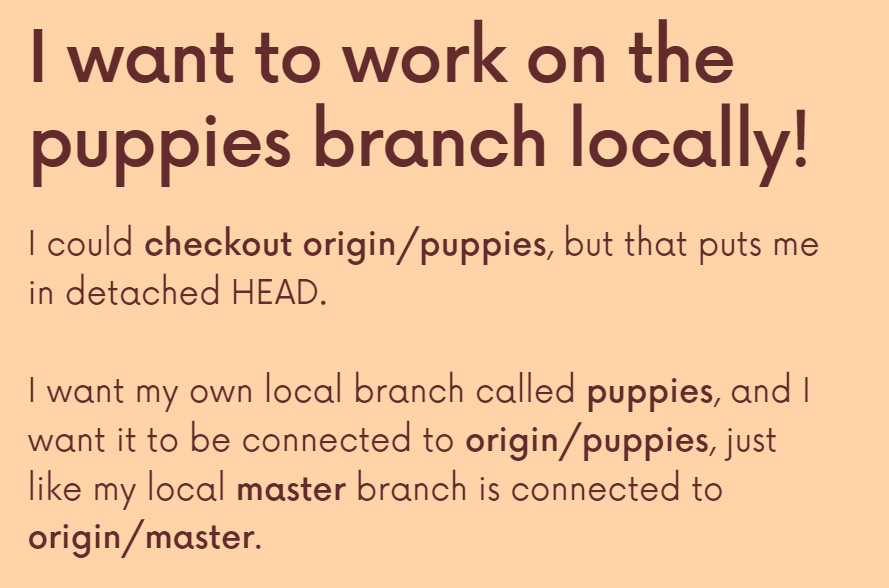 I want to work on the
puppies branch locally!
I could checkout origin/puppies, but that puts me
in detached HEAD.
I want my own local branch called puppies, and I
want it to be connected to origin/puppies, just
like my local master branch is connected to
origin/master.